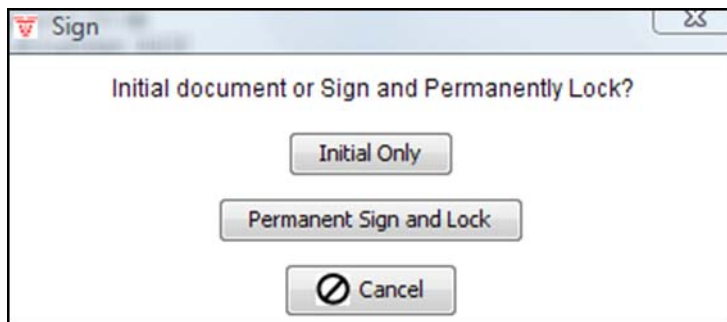 Sign
Initial document or Sign and Permanently Lock?
Initial Only
Permanent Sign and Lock
Cancel